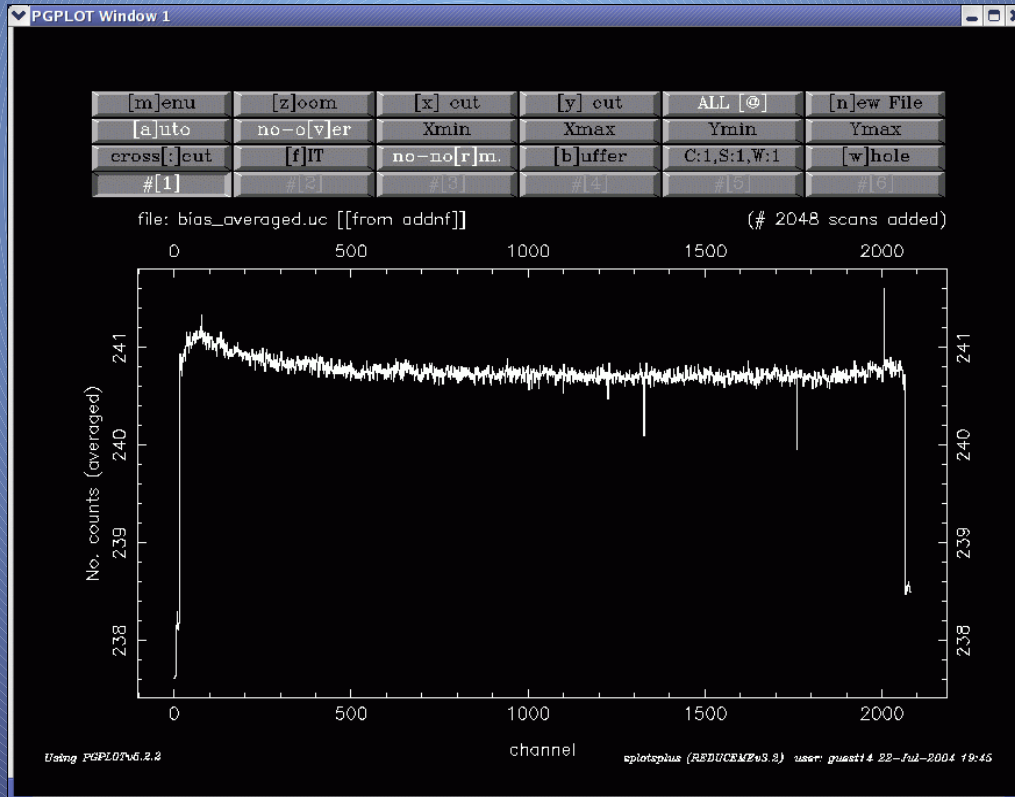 PGPLOT Window 1
[m]enu [z]oom [x] cut [y] cut ALL [@] [n]ew File
[a]uto no-o[v]er Xmin Xmax Ymin Ymax
cross[:]cut [f]IT no-no[r]m. [b]uffer C:1,S:1,W:1 [w]hole
#[1] #[2] #[3] #[4] #[5] #[6]
file: bias_averaged.uc [[from addnf]] (# 2048 scans added)
0 500 1000 1500 2000
241 241
240 240
239 239
238 238
No. counts (averaged)
0 500 1000 1500 2000
channel
Using PGPLOTv5.2.2 splotsplus (REDUCEMEv3.2) user: guest14 22-Jul-2004 19:45